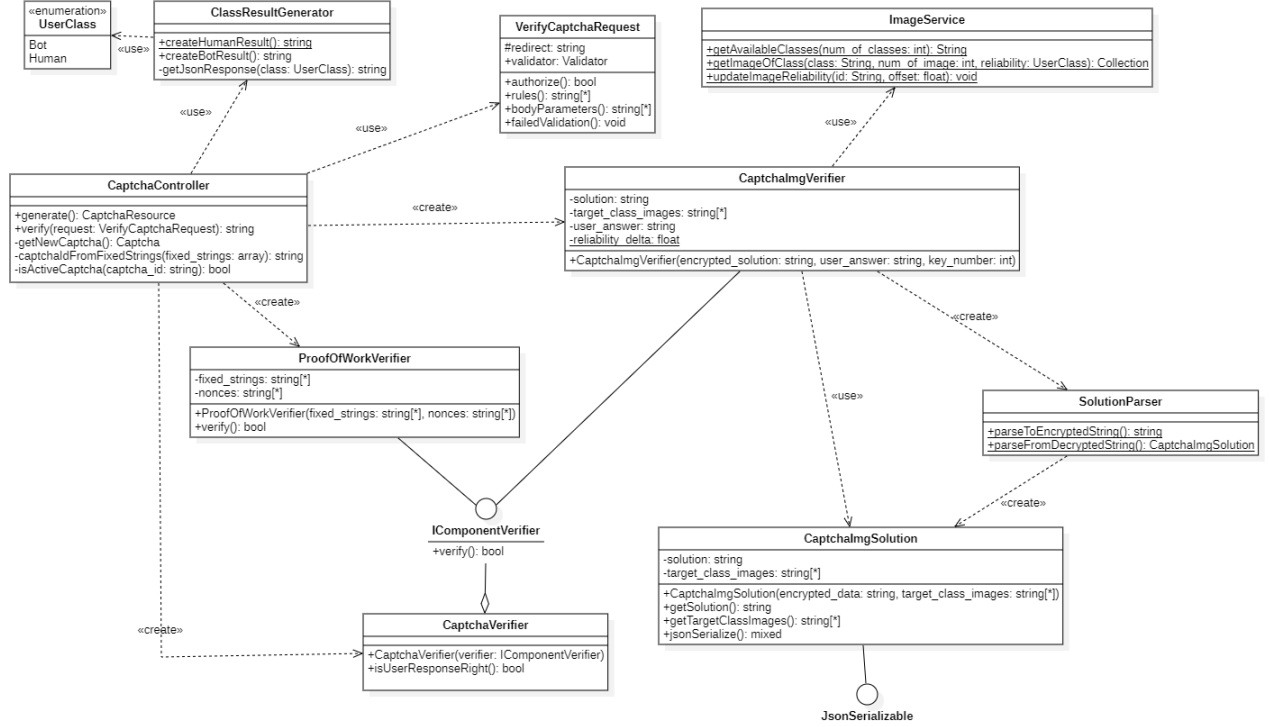 «enumeration»
UserClass
Bot
Human
«use»
ClassResultGenerator
+createHumanResult(): string
+createBotResult(): string
-getJsonResponse(class: UserClass): string
VerifyCaptchaRequest
#redirect: string
+validator: Validator
+authorize(): bool
+rules(): string[*]
+bodyParameters(): string[*]
+failedValidation(): void
ImageService
+getAvailableClasses(num_of_classes: int): String
+getImageOfClass(class: String, num_of_image: int, reliability: UserClass): Collection
+updateImageReliability(id: String, offset: float): void
«use»
«use»
«use»
CaptchaController
+generate(): CaptchaResource
+verify(request: VerifyCaptchaRequest): string
-getNewCaptcha(): Captcha
-captchaIdFromFixedStrings(fixed_strings: array): string
-isActiveCaptcha(captcha_id: string): bool
«create»
CaptchaImgVerifier
-solution: string
-target_class_images: string[*]
-user_answer: string
-reliability_delta: float
+CaptchaImgVerifier(encrypted_solution: string, user_answer: string, key_number: int)
«create»
«create»
ProofOfWorkVerifier
-fixed_strings: string[*]
-nonces: string[*]
+ProofOfWorkVerifier(fixed_strings: string[*], nonces: string[*])
+verify(): bool
«use»
SolutionParser
+parseToEncryptedString(): string
+parseFromDecryptedString(): CaptchaImgSolution
«create»
IComponentVerifier
+verify(): bool
CaptchaImgSolution
-solution: string
-target_class_images: string[*]
+CaptchaImgSolution(encrypted_data: string, target_class_images: string[*])
+getSolution(): string
+getTargetClassImages(): string[*]
+jsonSerialize(): mixed
«create»
CaptchaVerifier
+CaptchaVerifier(verifier: IComponentVerifier)
+isUserResponseRight(): bool
JsonSerializable